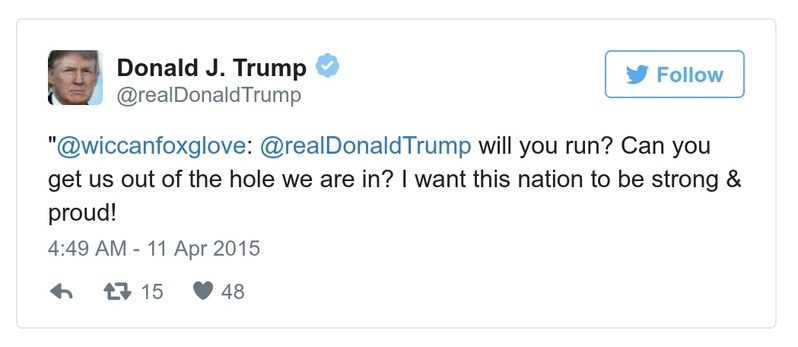 Donald J. Trump
@realDonaldTrump
Follow
"@wiccanfoxglove: @realDonaldTrump will you run? Can you
get us out of the hole we are in? I want this nation to be strong &
proud!
4:49 AM - 11 Apr 2015
15 48